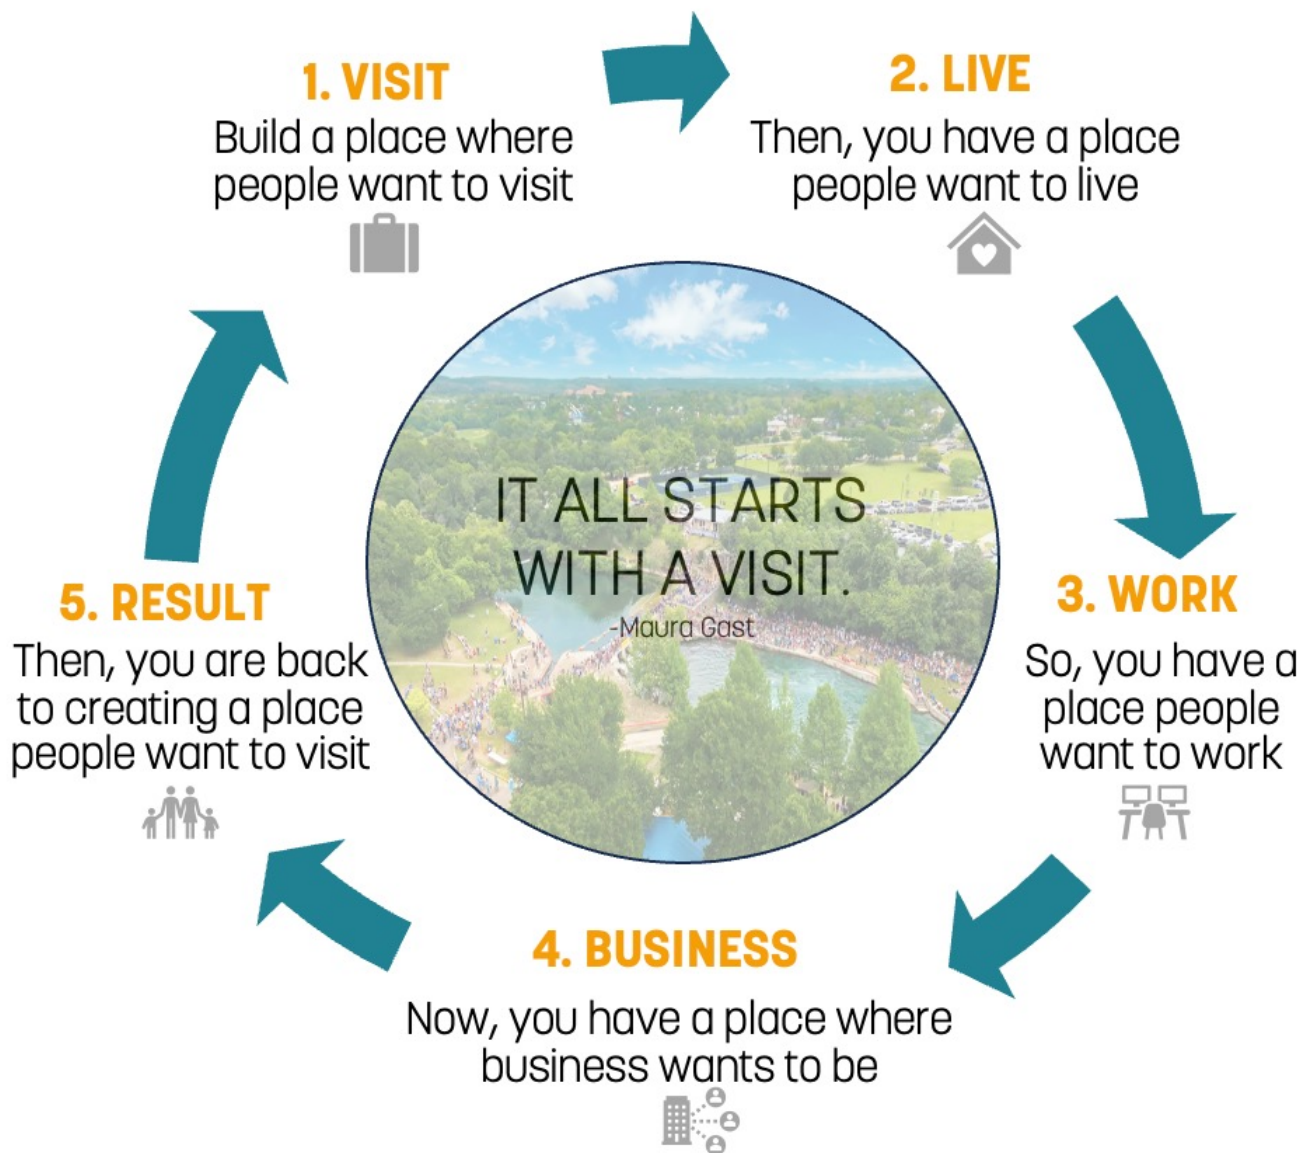 1. VISIT
Build a place where
people want to visit
2. LIVE
Then, you have a place
people want to live
3. WORK
So, you have a
place people
want to work
4. BUSINESS
Now, you have a place where
business wants to be
5. RESULT
Then, you are back
to creating a place
people want to visit
IT ALL STARTS
WITH A VISIT.
-Maura Gast